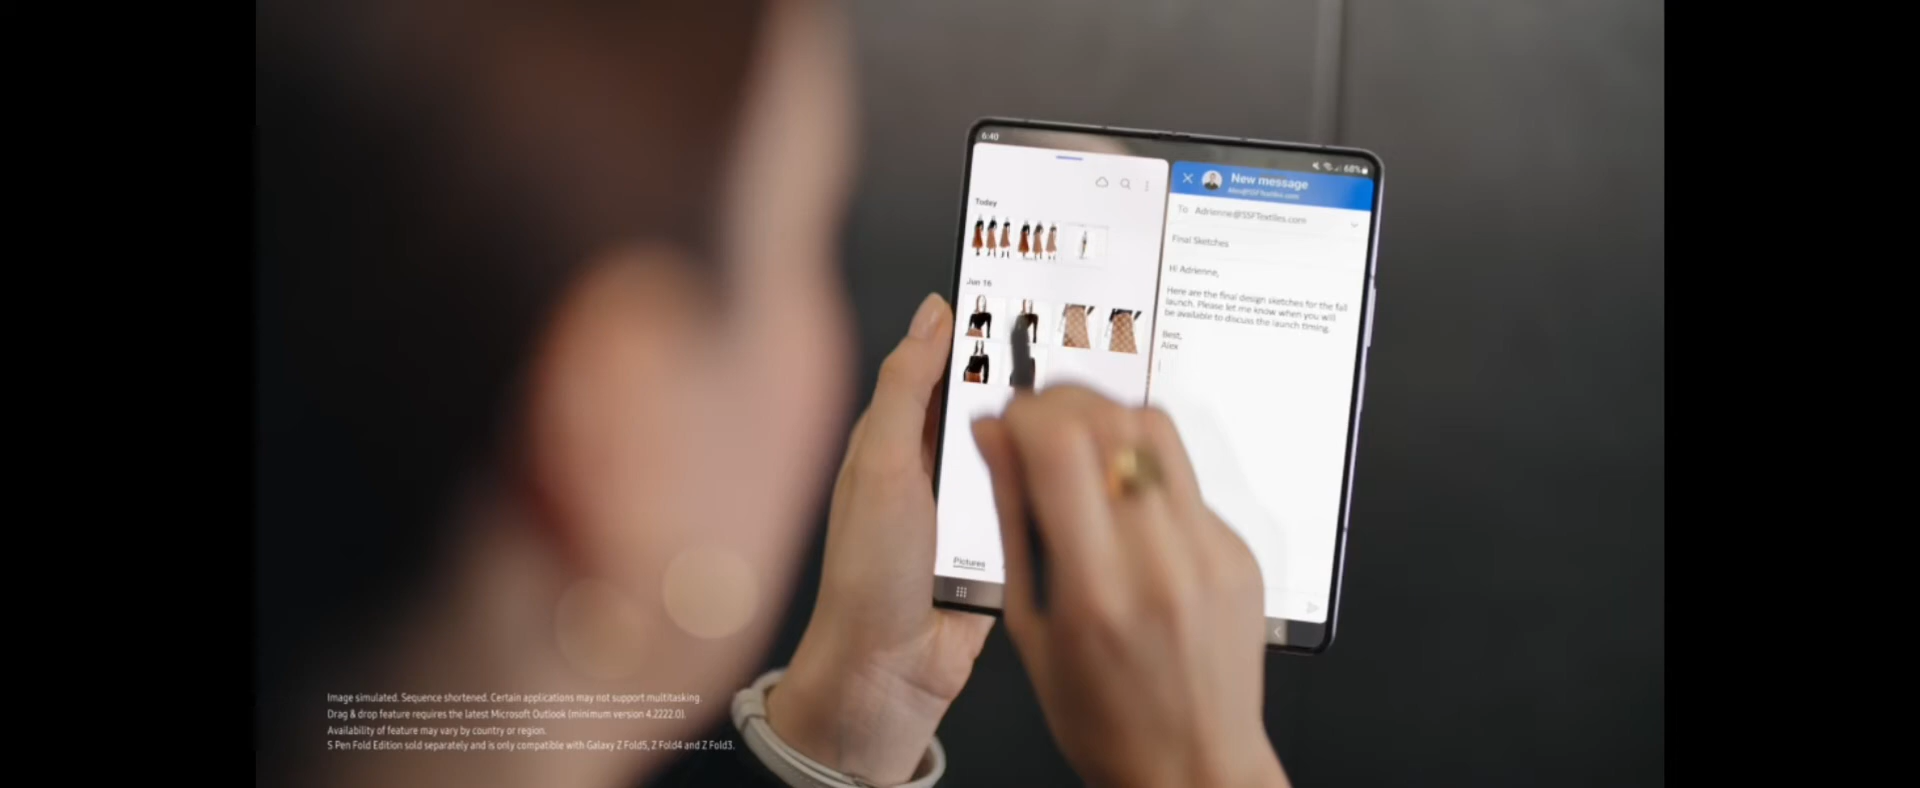 6:40
68%
Today
Jun 16
Pictures
New message
Alex@SSFTextiles.com
To Adrienne@SSFTextiles.com
Final Sketches
Hi Adrienne,
Here are the final design sketches for the fall
launch. Please let me know when you will
be available to discuss the launch timing.
Best,
Alex
Image simulated. Sequence shortened. Certain applications may not support multitasking.
Drag & drop feature requires the latest Microsoft Outlook (minimum version 4.2222.0).
Availability of feature may vary by country or region.
S Pen Fold Edition sold separately and is only compatible with Galaxy Z Fold5, Z Fold4 and Z Fold3.